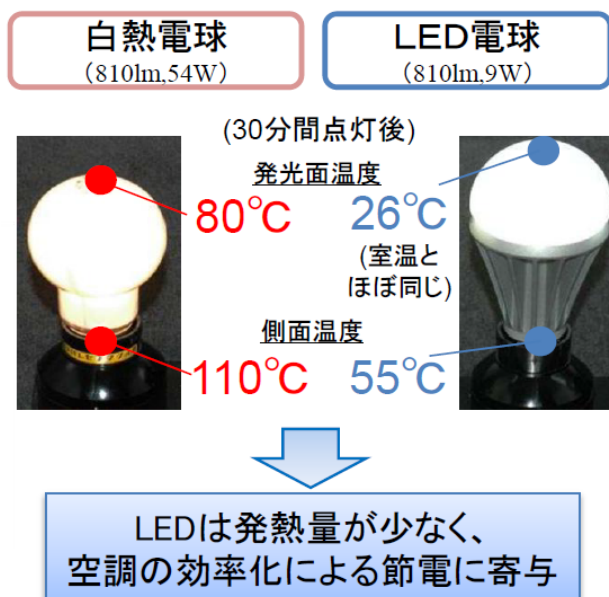 白熱電球
(810lm,54W)
LED電球
(810lm,9W)
(30分間点灯後)
発光面温度
80℃
26℃
(室温と
ほぼ同じ)
側面温度
110℃
55℃
LEDは発熱量が少なく、
空調の効率化による節電に寄与